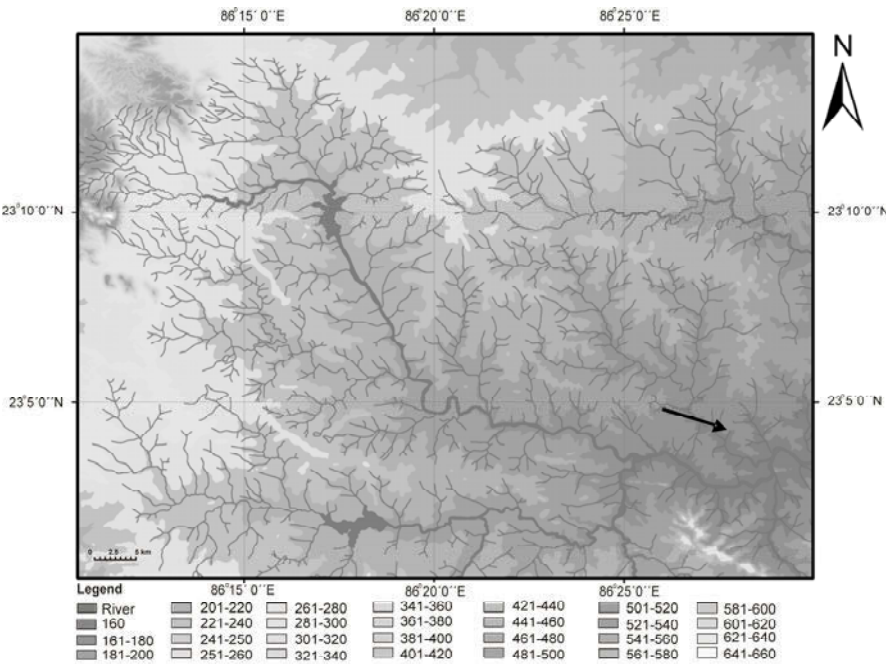 86°15´0´´E 86°20´0´´E 86°25´0´´E
N
23°10´0´´N 23°10´0´´N
23°5´0´´N 23°5´0´´N
0 2.5 5 km
86°15´0´´E 86°20´0´´E 86°25´0´´E
Legend
River 201-220 261-280 341-360 421-440 501-520 581-600
160 221-240 281-300 361-380 441-460 521-540 601-620
161-180 241-250 301-320 381-400 461-480 541-560 621-640
181-200 251-260 321-340 401-420 481-500 561-580 641-660